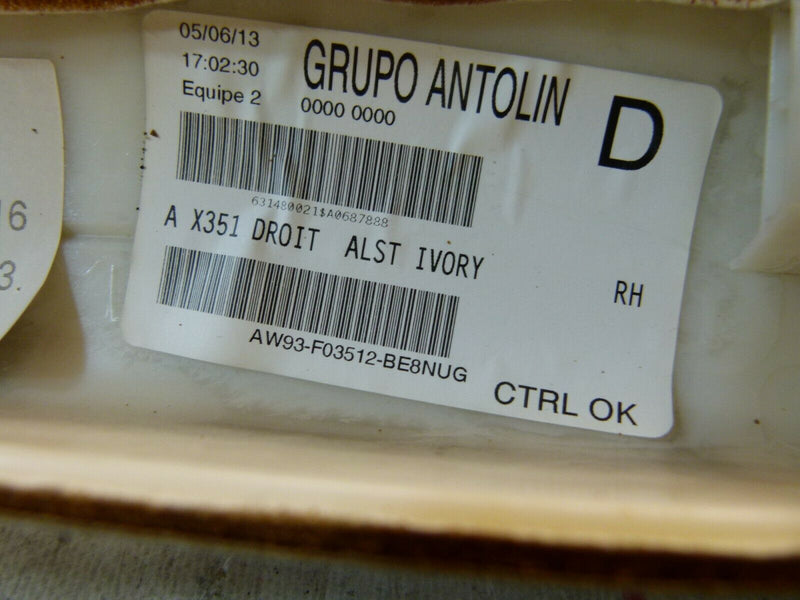 05/06/13
17:02:30
Equipe 2
GRUPO ANTOLIN
0000 0000
D
631480021$A0687888
A X351 DROIT ALST IVORY
RH
AW93-F03512-BE8NUG
CTRL OK
16
3.